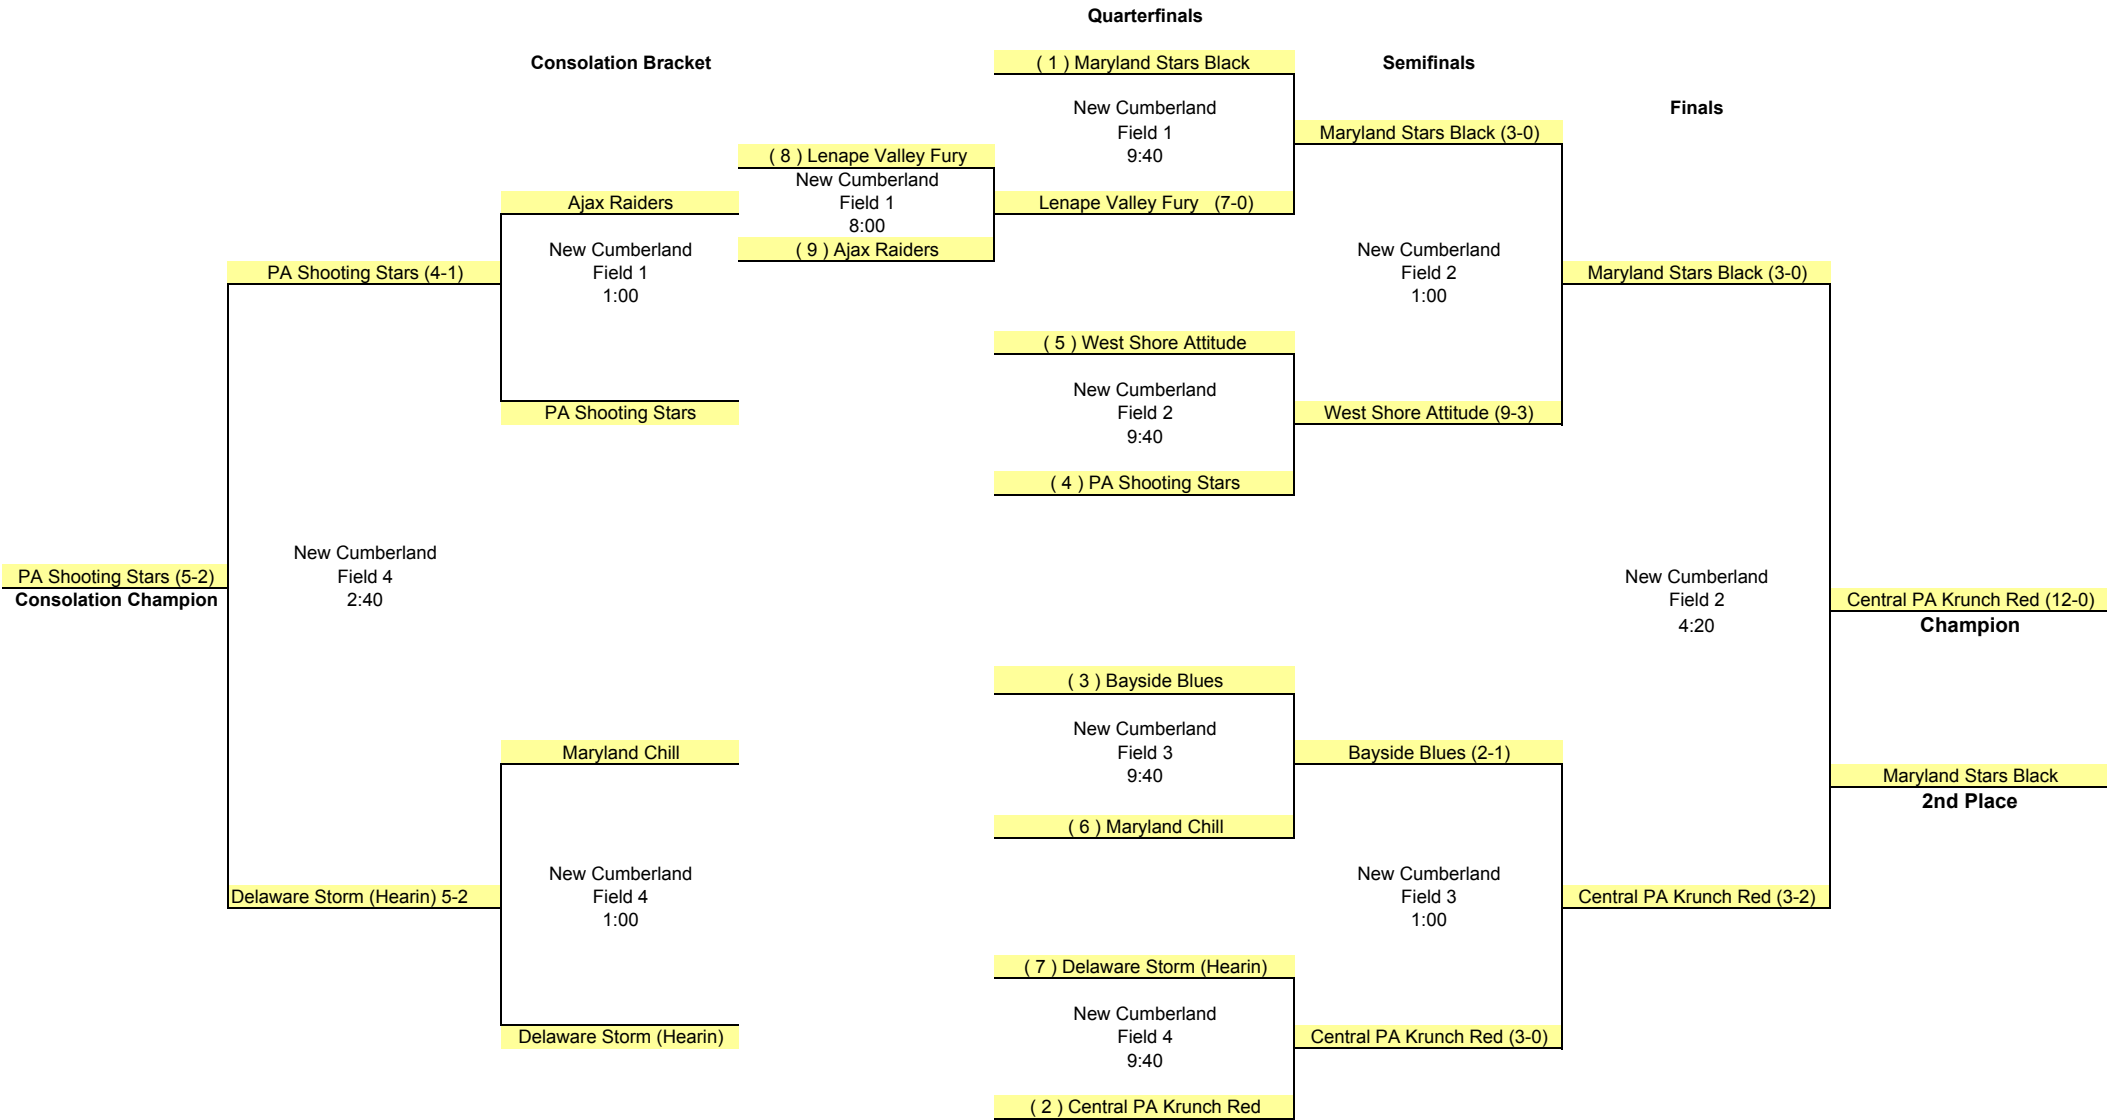 Quarterfinals
Consolation Bracket
( 1 ) Maryland Stars Black
Semifinals
New Cumberland
Field 1
9:40
Finals
Maryland Stars Black (3-0)
( 8 ) Lenape Valley Fury
New Cumberland
Field 1
8:00
Ajax Raiders
Lenape Valley Fury (7-0)
( 9 ) Ajax Raiders
New Cumberland
Field 1
1:00
New Cumberland
Field 2
1:00
PA Shooting Stars (4-1)
Maryland Stars Black (3-0)
( 5 ) West Shore Attitude
New Cumberland
Field 2
9:40
PA Shooting Stars
West Shore Attitude (9-3)
( 4 ) PA Shooting Stars
New Cumberland
Field 4
2:40
PA Shooting Stars (5-2)
Consolation Champion
New Cumberland
Field 2
4:20
Central PA Krunch Red (12-0)
Champion
( 3 ) Bayside Blues
New Cumberland
Field 3
9:40
Maryland Chill
Bayside Blues (2-1)
Maryland Stars Black
2nd Place
( 6 ) Maryland Chill
New Cumberland
Field 4
1:00
New Cumberland
Field 3
1:00
Delaware Storm (Hearin) 5-2
Central PA Krunch Red (3-2)
( 7 ) Delaware Storm (Hearin)
New Cumberland
Field 4
9:40
Delaware Storm (Hearin)
Central PA Krunch Red (3-0)
( 2 ) Central PA Krunch Red